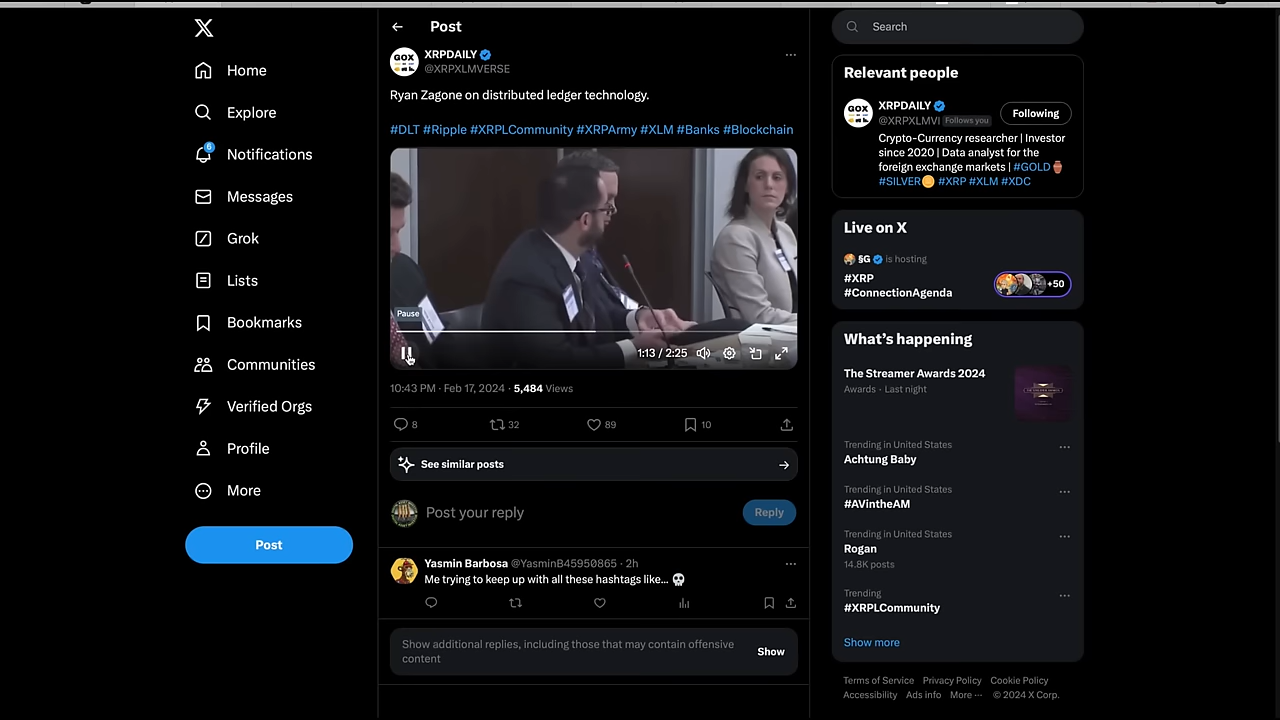 Home
Explore
6
Notifications
Messages
Grok
Lists
Bookmarks
Communities
Verified Orgs
Profile
More
Post
Post
GOX
XRPDAILY
@XRPXLMVERSE
Ryan Zagone on distributed ledger technology.
#DLT #Ripple #XRPLCommunity #XRPArmy #XLM #Banks #Blockchain
Pause
1:13 / 2:25
10:43 PM · Feb 17, 2024 · 5,484 Views
8
32
89
10
See similar posts
Post your reply
Reply
Yasmin Barbosa @YasminB45950865 · 2h
Me trying to keep up with all these hashtags like... 💀
Show additional replies, including those that may contain offensive
content
Show
Search
Relevant people
GOX
XRPDAILY
@XRPXLMVI Follows you
Following
Crypto-Currency researcher | Investor
since 2020 | Data analyst for the
foreign exchange markets | #GOLD🏺
#SILVER🪙 #XRP #XLM #XDC
Live on X
§G is hosting
#XRP
#ConnectionAgenda
+50
What's happening
The Streamer Awards 2024
Awards · Last night
Trending in United States
Achtung Baby
Trending in United States
#AVintheAM
Trending in United States
Rogan
14.8K posts
Trending
#XRPLCommunity
Show more
Terms of Service Privacy Policy Cookie Policy
Accessibility Ads info More ··· © 2024 X Corp.